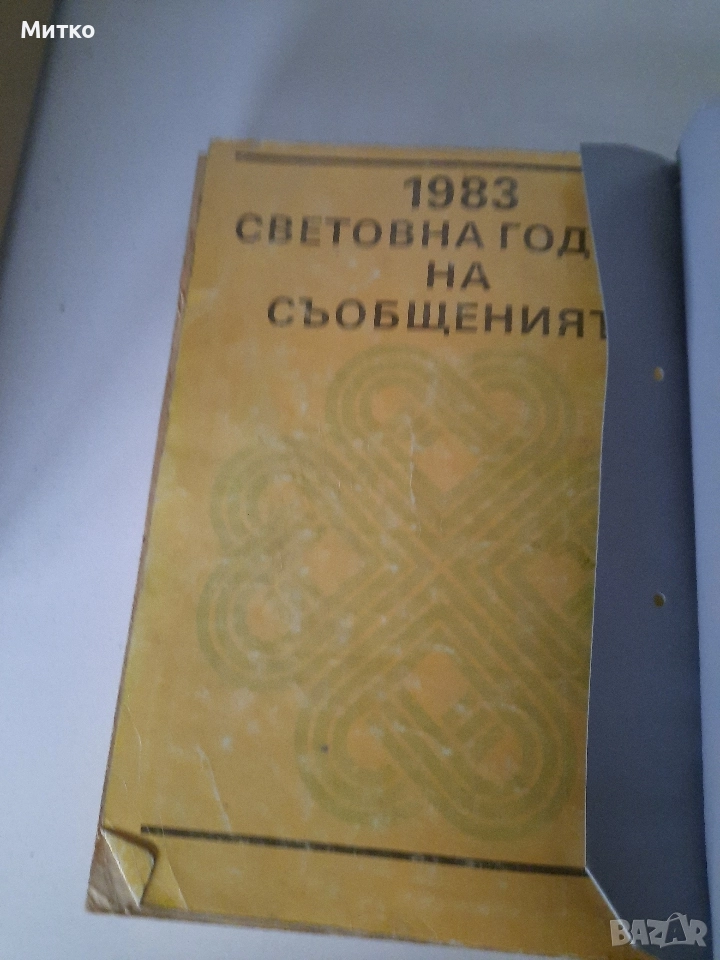 Митко
1983
СВЕТОВНА ГОД
НА
СЪОБЩЕНИЯТ
BAZAR